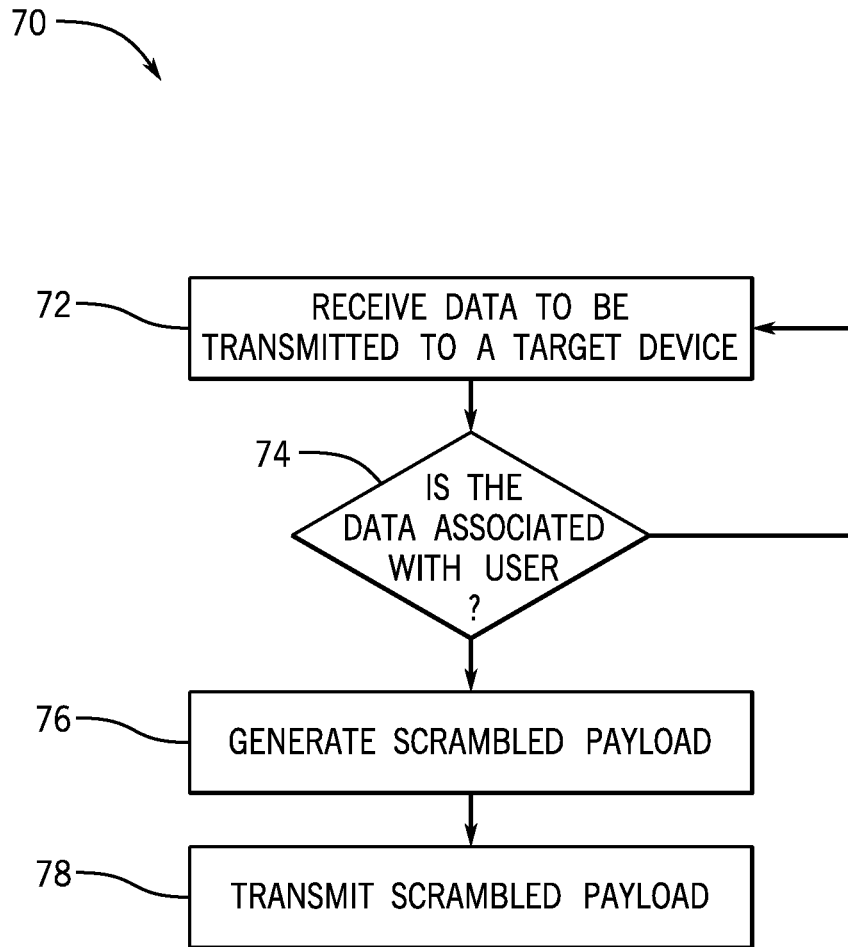 70
72
RECEIVE DATA TO BE
TRANSMITTED TO A TARGET DEVICE
74
IS THE
DATA ASSOCIATED
WITH USER
?
76
GENERATE SCRAMBLED PAYLOAD
78
TRANSMIT SCRAMBLED PAYLOAD